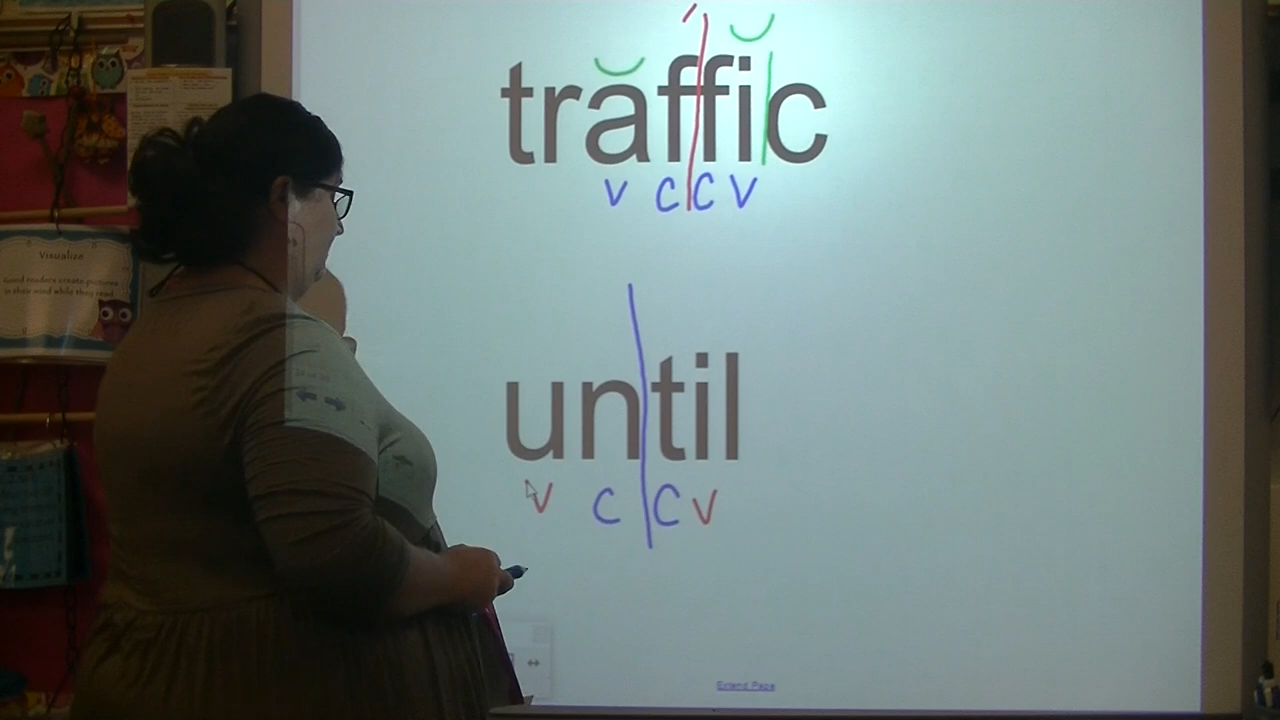 Visualize
Good readers create pictures
in their mind while they read.
traffic
V C C V
until
V C C V
Extend Page